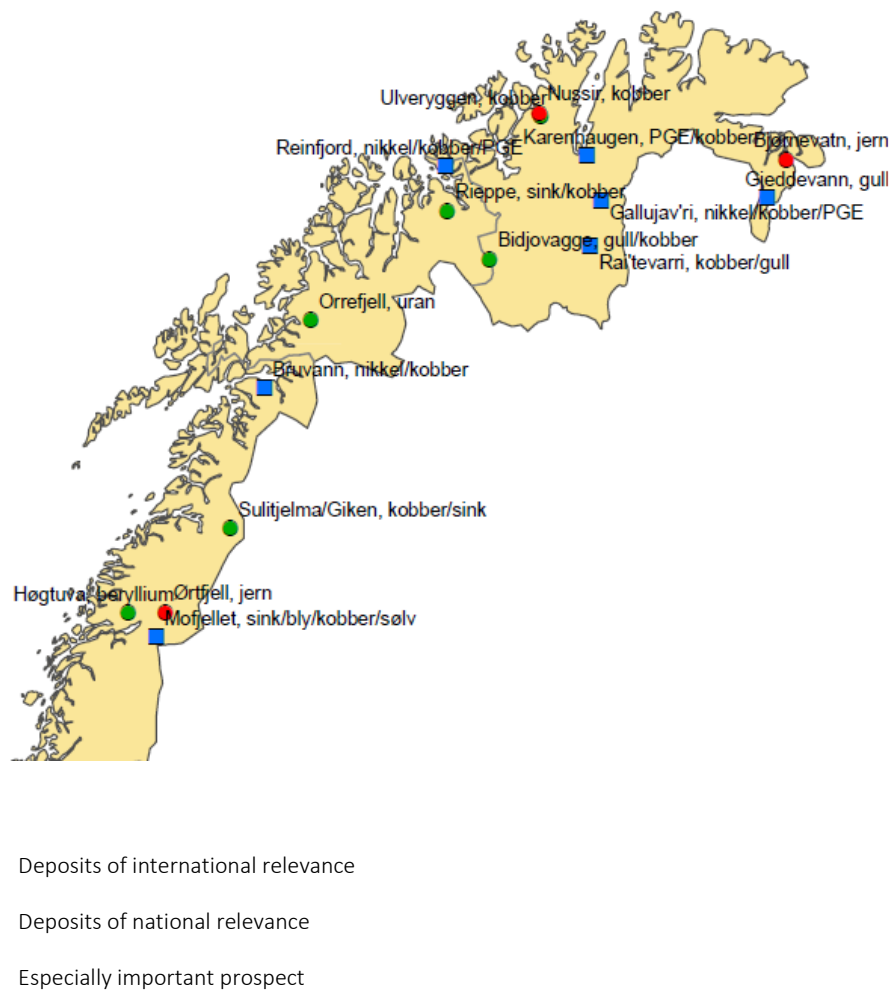 Ulveryggen, kobber
Nussir, kobber
Karenhaugen, PGE/kobber
Bjørnevatn, jern
Reinfjord, nikkel/kobber/PGE
Gjeddevann, gull
Rieppe, sink/kobber
Gallujav'ri, nikkel/kobber/PGE
Bidjovagge, gull/kobber
Rai'tevarri, kobber/gull
Orrefjell, uran
Bruvann, nikkel/kobber
Sulitjelma/Giken, kobber/sink
Høgtuva, beryllium
Ørtfjell, jern
Mofjellet, sink/bly/kobber/sølv
Deposits of international relevance
Deposits of national relevance
Especially important prospect